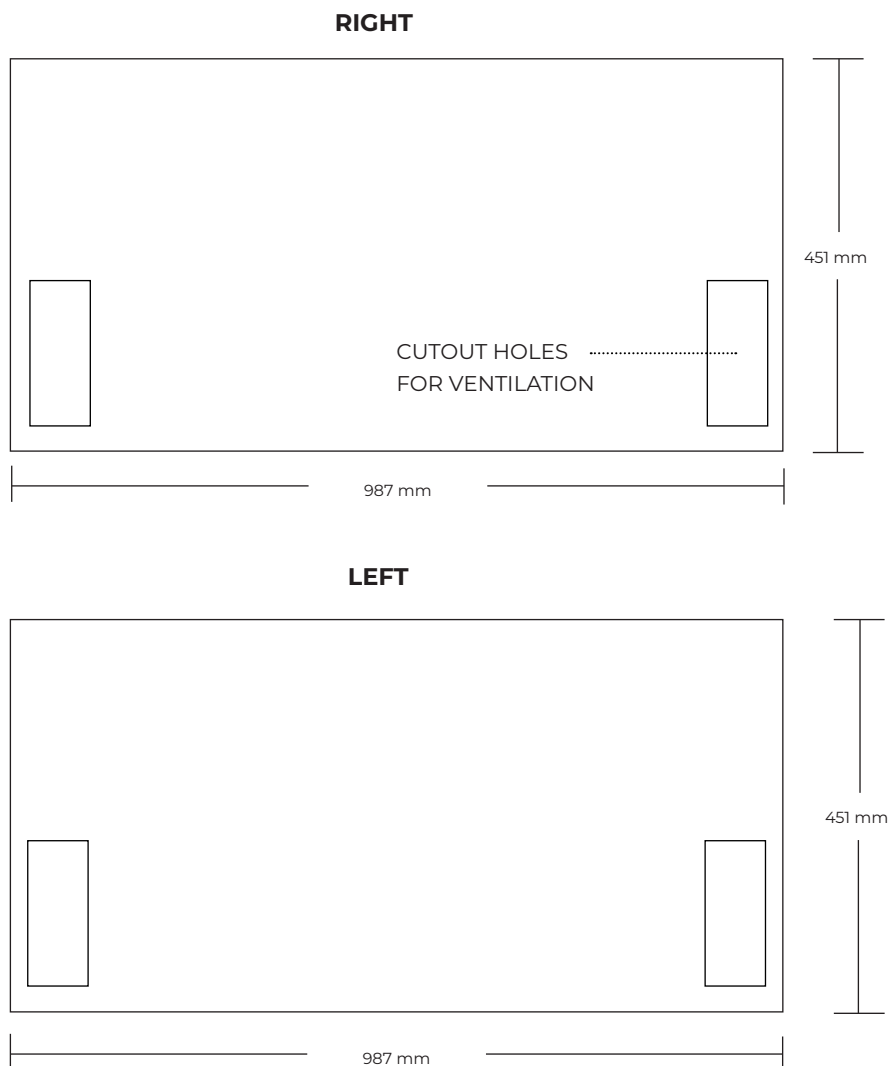 RIGHT
451 mm
CUTOUT HOLES
FOR VENTILATION
987 mm
LEFT
451 mm
987 mm